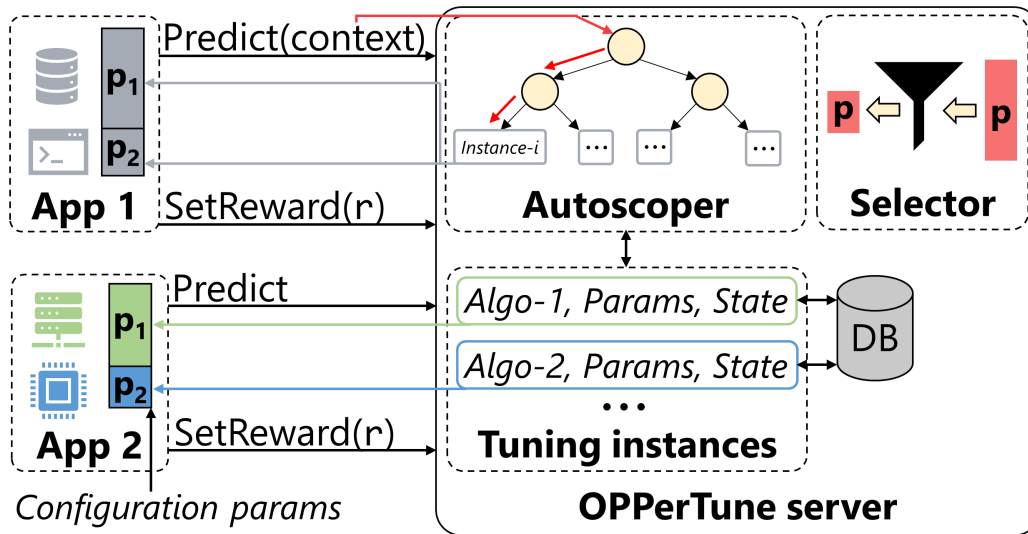 Predict(context)
p1
p2
App 1
SetReward(r)
Instance-i
...
...
...
Autoscoper
p
p
Selector
Predict
p1
p2
App 2
SetReward(r)
Configuration params
Algo-1, Params, State
Algo-2, Params, State
...
Tuning instances
DB
OPPerTune server